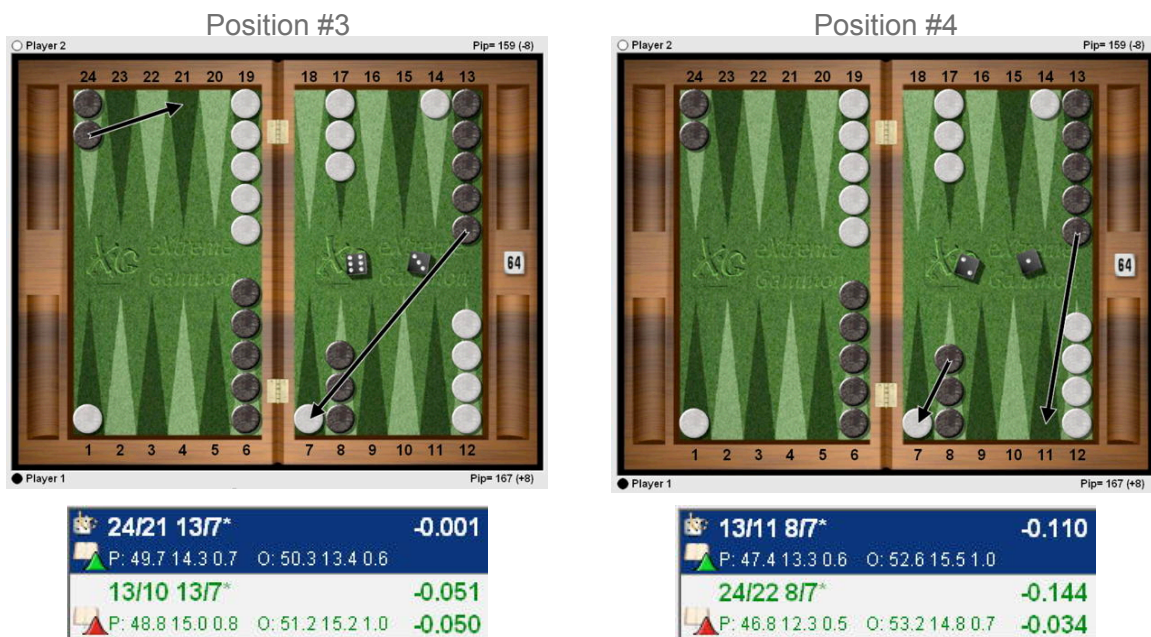 Position #3
Player 2 Pip= 159 (-8)
24 23 22 21 20 19 18 17 16 15 14 13
XG eXtreme Gammon
64
1 2 3 4 5 6 7 8 9 10 11 12
Player 1 Pip= 167 (+8)
24/21 13/7* -0.001
P: 49.7 14.3 0.7 O: 50.3 13.4 0.6
13/10 13/7* -0.051
P: 48.8 15.0 0.8 O: 51.2 15.2 1.0 -0.050
Position #4
Player 2 Pip= 159 (-8)
24 23 22 21 20 19 18 17 16 15 14 13
XG eXtreme Gammon
64
1 2 3 4 5 6 7 8 9 10 11 12
Player 1 Pip= 167 (+8)
13/11 8/7* -0.110
P: 47.4 13.3 0.6 O: 52.6 15.5 1.0
24/22 8/7* -0.144
P: 46.8 12.3 0.5 O: 53.2 14.8 0.7 -0.034